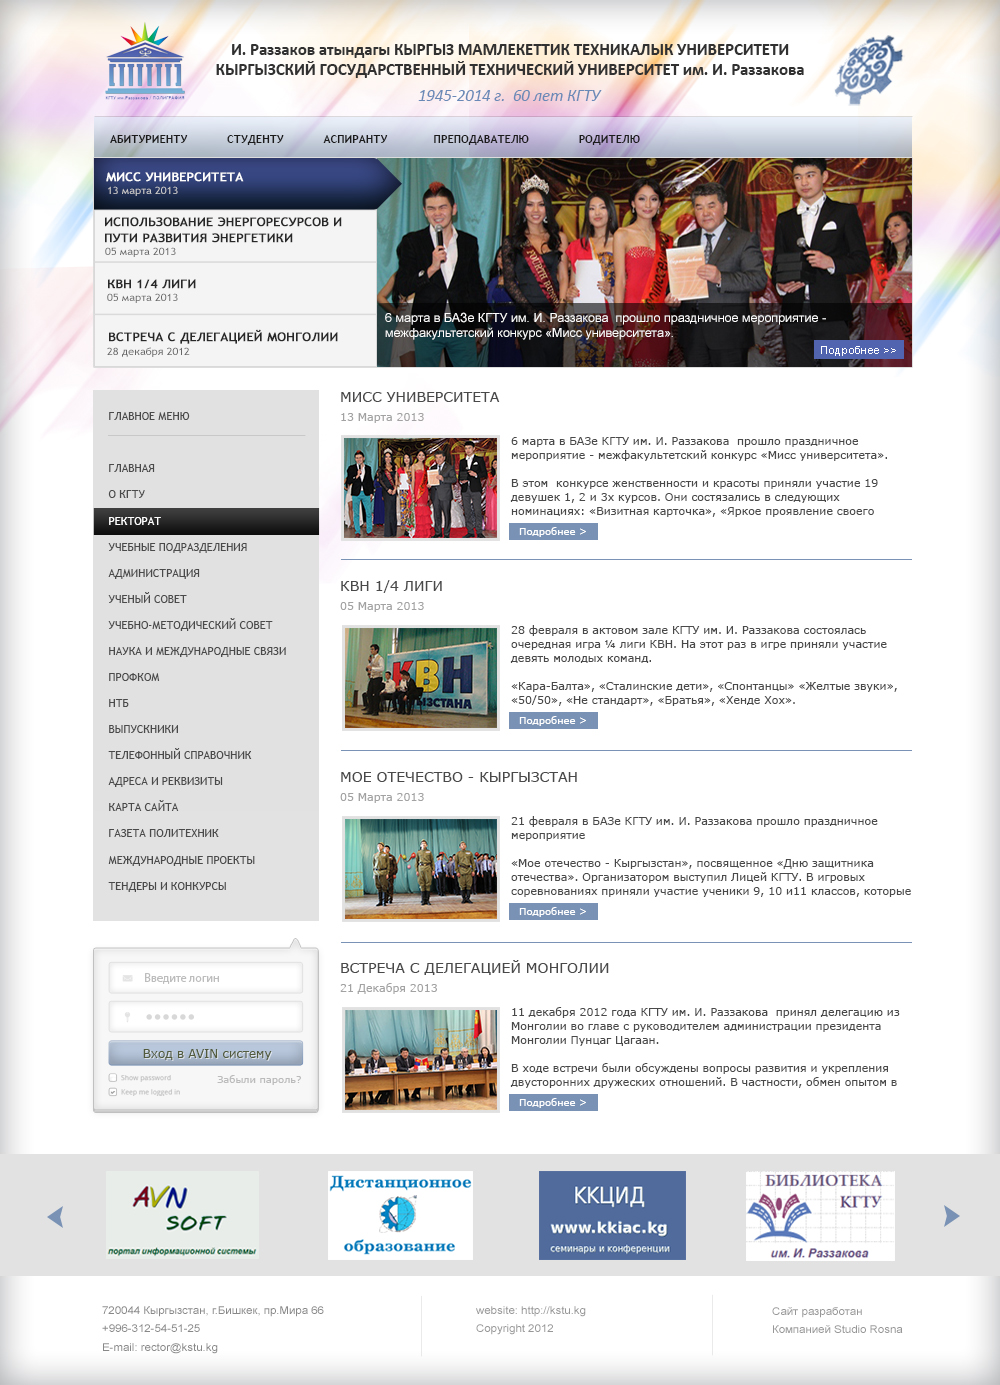 И. Раззаков атындагы КЫРГЫЗ МАМЛЕКЕТТИК ТЕХНИКАЛЫК УНИВЕРСИТЕТИ
КЫРГЫЗСКИЙ ГОСУДАРСТВЕННЫЙ ТЕХНИЧЕСКИЙ УНИВЕРСИТЕТ им. И. Раззакова
1945-2014 г.  60 лет КГТУ
АБИТУРИЕНТУ СТУДЕНТУ АСПИРАНТУ ПРЕПОДАВАТЕЛЮ РОДИТЕЛЮ
МИСС УНИВЕРСИТЕТА
13 марта 2013
ИСПОЛЬЗОВАНИЕ ЭНЕРГОРЕСУРСОВ И
ПУТИ РАЗВИТИЯ ЭНЕРГЕТИКИ
05 марта 2013
КВН 1/4 ЛИГИ
05 марта 2013
ВСТРЕЧА С ДЕЛЕГАЦИЕЙ МОНГОЛИИ
28 декабря 2012
6 марта в БАЗе КГТУ им. И. Раззакова  прошло праздничное мероприятие -
межфакультетский конкурс «Мисс университета».
Подробнее >>
ГЛАВНОЕ МЕНЮ
ГЛАВНАЯ
О КГТУ
РЕКТОРАТ
УЧЕБНЫЕ ПОДРАЗДЕЛЕНИЯ
АДМИНИСТРАЦИЯ
УЧЕНЫЙ СОВЕТ
УЧЕБНО-МЕТОДИЧЕСКИЙ СОВЕТ
НАУКА И МЕЖДУНАРОДНЫЕ СВЯЗИ
ПРОФКОМ
НТБ
ВЫПУСКНИКИ
ТЕЛЕФОННЫЙ СПРАВОЧНИК
АДРЕСА И РЕКВИЗИТЫ
КАРТА САЙТА
ГАЗЕТА ПОЛИТЕХНИК
МЕЖДУНАРОДНЫЕ ПРОЕКТЫ
ТЕНДЕРЫ И КОНКУРСЫ
Введите логин
Вход в AVIN систему
Show password
Забыли пароль?
Keep me logged in
МИСС УНИВЕРСИТЕТА
13 Марта 2013
6 марта в БАЗе КГТУ им. И. Раззакова  прошло праздничное
мероприятие - межфакультетский конкурс «Мисс университета».
В этом  конкурсе женственности и красоты приняли участие 19
девушек 1, 2 и 3х курсов. Они состязались в следующих
номинациях: «Визитная карточка», «Яркое проявление своего
Подробнее >
КВН 1/4 ЛИГИ
05 Марта 2013
КВН
ЫЗСТАНА
28 февраля в актовом зале КГТУ им. И. Раззакова состоялась
очередная игра ¼ лиги КВН. На этот раз в игре приняли участие
девять молодых команд.
«Кара-Балта», «Сталинские дети», «Спонтанцы» «Желтые звуки»,
«50/50», «Не стандарт», «Братья», «Хенде Хох».
Подробнее >
МОЕ ОТЕЧЕСТВО - КЫРГЫЗСТАН
05 Марта 2013
21 февраля в БАЗе КГТУ им. И. Раззакова прошло праздничное
мероприятие
«Мое отечество - Кыргызстан», посвященное «Дню защитника
отечества». Организатором выступил Лицей КГТУ. В игровых
соревнованиях приняли участие ученики 9, 10 и11 классов, которые
Подробнее >
ВСТРЕЧА С ДЕЛЕГАЦИЕЙ МОНГОЛИИ
21 Декабря 2013
11 декабря 2012 года КГТУ им. И. Раззакова  принял делегацию из
Монголии во главе с руководителем администрации президента
Монголии Пунцаг Цагаан.
В ходе встречи были обсуждены вопросы развития и укрепления
двусторонних дружеских отношений. В частности, обмен опытом в
Подробнее >
AVN
SOFT
портал информационной системы
Дистанционное
образование
ККЦИД
www.kkiac.kg
семинары и конференции
БИБЛИОТЕКА
КГТУ
им. И. Раззакова
720044 Кыргызстан, г.Бишкек, пр.Мира 66
+996-312-54-51-25
E-mail: rector@kstu.kg
website: http://kstu.kg
Copyright 2012
Сайт разработан
Компанией Studio Rosna